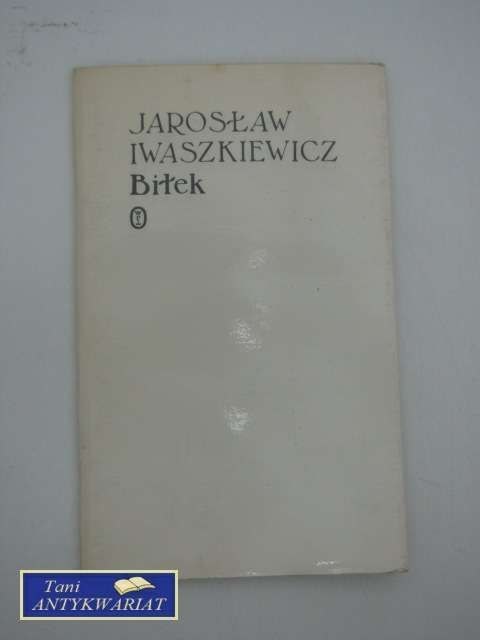 JAROSŁAW
IWASZKIEWICZ
Biłek
Tani
ANTYKWARIAT